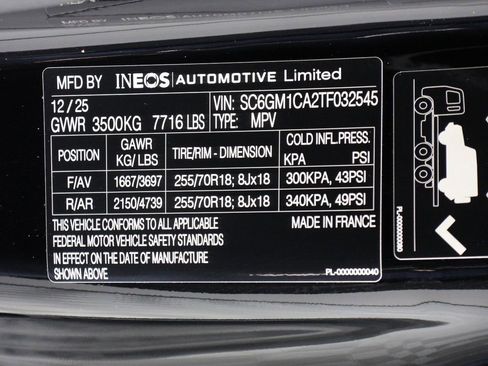 MFD BY INEOS AUTOMOTIVE Limited
12 / 25 VIN: SC6GM1CA2TF032545
GVWR 3500KG 7716 LBS TYPE: MPV
POSITION GAWR KG/ LBS TIRE/RIM - DIMENSION COLD INFL.PRESS. KPA PSI
F/AV 1667/3697 255/70R18; 8Jx18 300KPA, 43PSI
R/AR 2150/4739 255/70R18; 8Jx18 340KPA, 49PSI
THIS VEHICLE CONFORMS TO ALL APPLICABLE MADE IN FRANCE
FEDERAL MOTOR VEHICLE SAFETY STANDARDS
IN EFFECT ON THE DATE OF MANUFACTURE
SHOWN ABOVE PL-0000000040